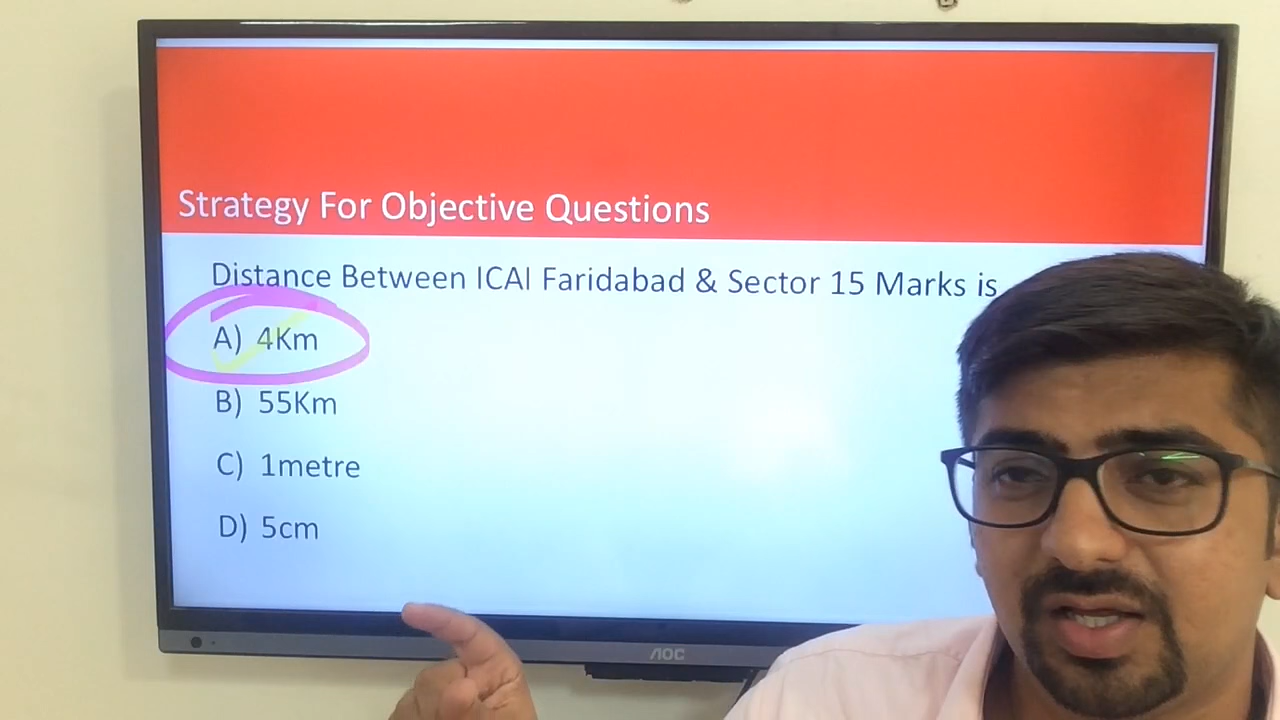 Strategy For Objective Questions
Distance Between ICAI Faridabad & Sector 15 Marks is
A) 4Km
B) 55Km
C) 1metre
D) 5cm
AOC